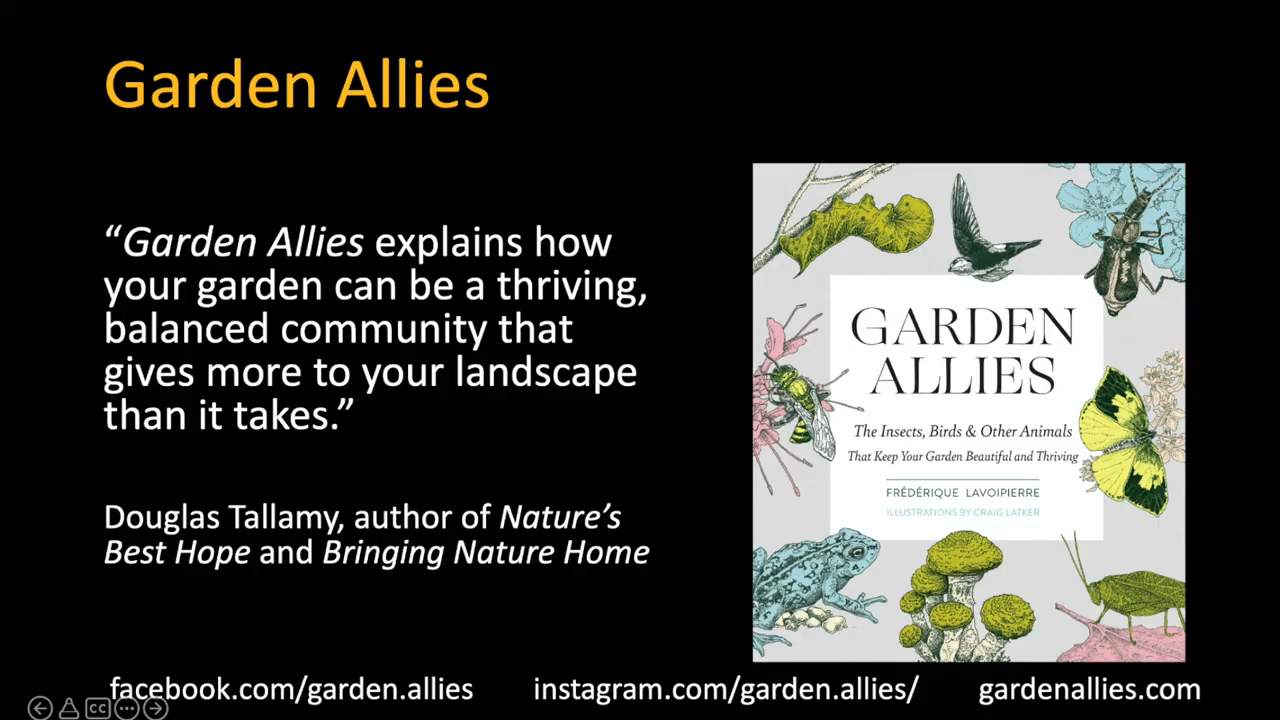 Garden Allies
“Garden Allies explains how
your garden can be a thriving,
balanced community that
gives more to your landscape
than it takes.”
Douglas Tallamy, author of Nature’s
Best Hope and Bringing Nature Home
GARDEN
ALLIES
The Insects, Birds & Other Animals
That Keep Your Garden Beautiful and Thriving
FRÉDÉRIQUE LAVOIPIERRE
ILLUSTRATIONS BY CRAIG LATKER
facebook.com/garden.allies instagram.com/garden.allies/ gardenallies.com
CC